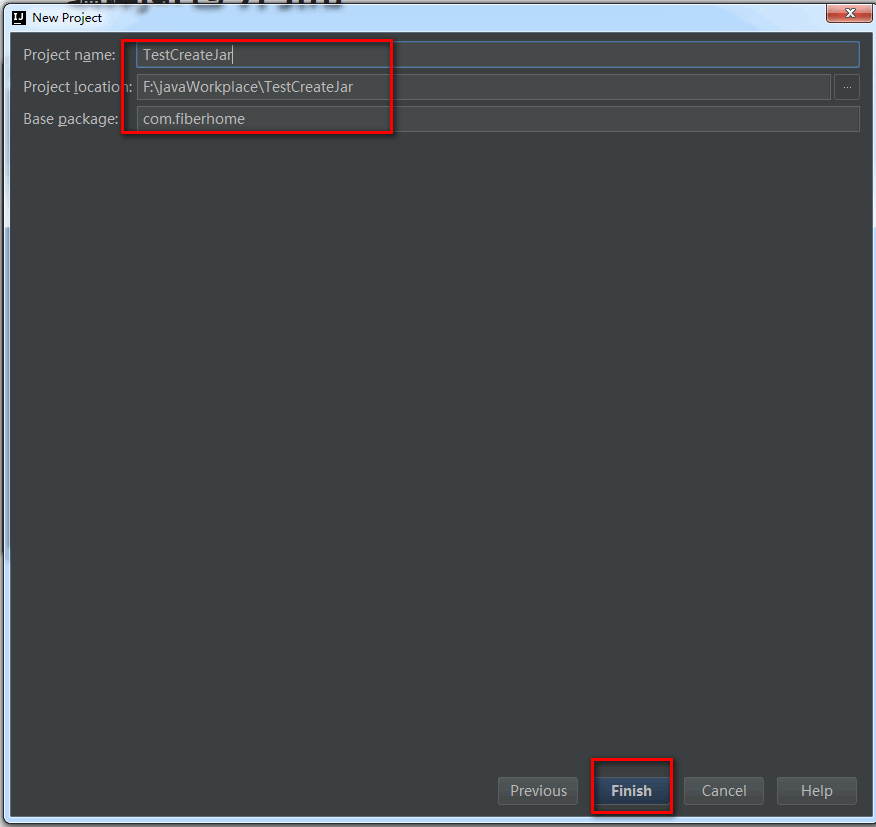 New Project
Project name: TestCreateJar
Project location: F:\javaWorkplace\TestCreateJar ...
Base package: com.fiberhome
Previous Finish Cancel Help